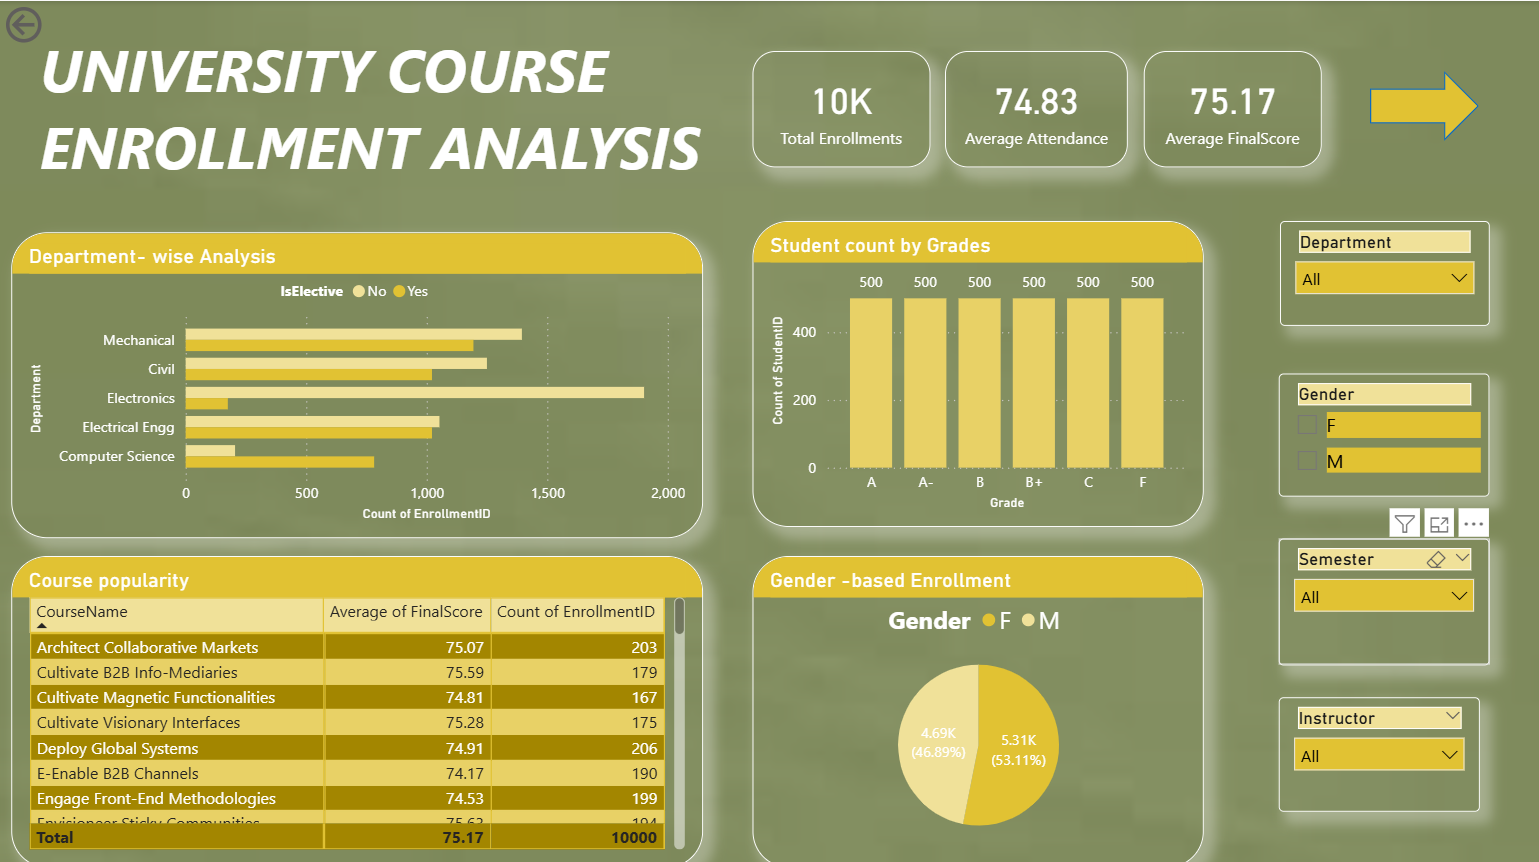 UNIVERSITY COURSE
ENROLLMENT ANALYSIS
10K
Total Enrollments
74.83
Average Attendance
75.17
Average FinalScore
Department- wise Analysis
IsElective No Yes
Department
Mechanical
Civil
Electronics
Electrical Engg
Computer Science
0 500 1,000 1,500 2,000
Count of EnrollmentID
Student count by Grades
500 500 500 500 500 500
Count of StudentID
400
200
0
A A- B B+ C F
Grade
Department
All
Gender
F
M
Semester
All
Instructor
All
Course popularity
CourseName Average of FinalScore Count of EnrollmentID
Architect Collaborative Markets 75.07 203
Cultivate B2B Info-Mediaries 75.59 179
Cultivate Magnetic Functionalities 74.81 167
Cultivate Visionary Interfaces 75.28 175
Deploy Global Systems 74.91 206
E-Enable B2B Channels 74.17 190
Engage Front-End Methodologies 74.53 199
Envisioneer Sticky Communities 75.63 194
Total 75.17 10000
Gender -based Enrollment
Gender F M
4.69K
(46.89%)
5.31K
(53.11%)